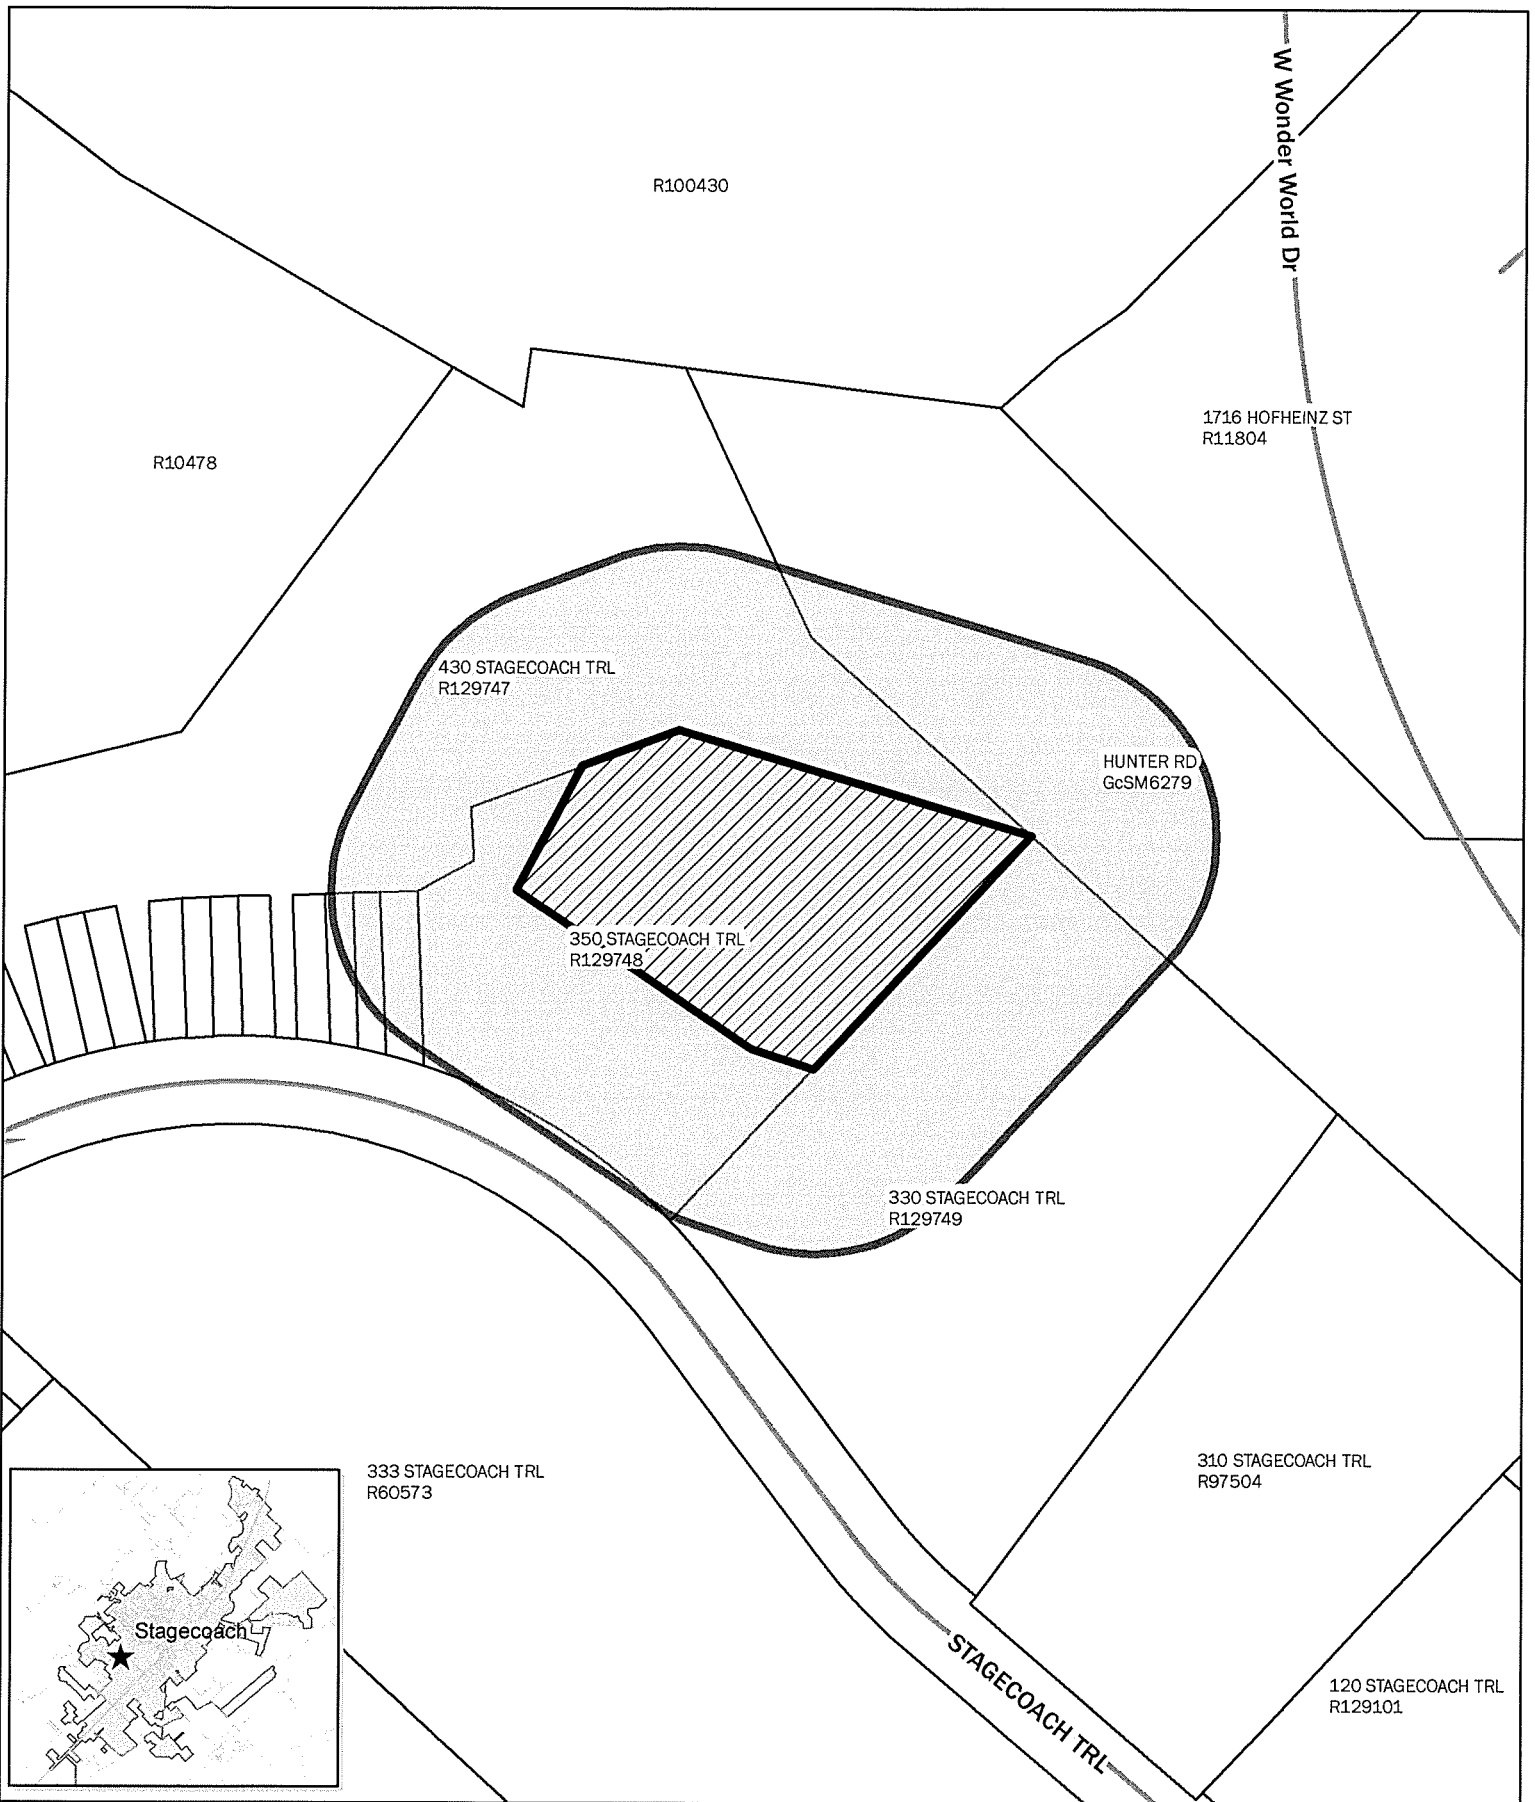 W Wonder World Dr
R100430
1716 HOFHEINZ ST
R11804
R10478
430 STAGECOACH TRL
R129747
HUNTER RD
GcSM6279
350 STAGECOACH TRL
R129748
330 STAGECOACH TRL
R129749
333 STAGECOACH TRL
R60573
310 STAGECOACH TRL
R97504
Stagecoach
STAGECOACH TRL
120 STAGECOACH TRL
R129101